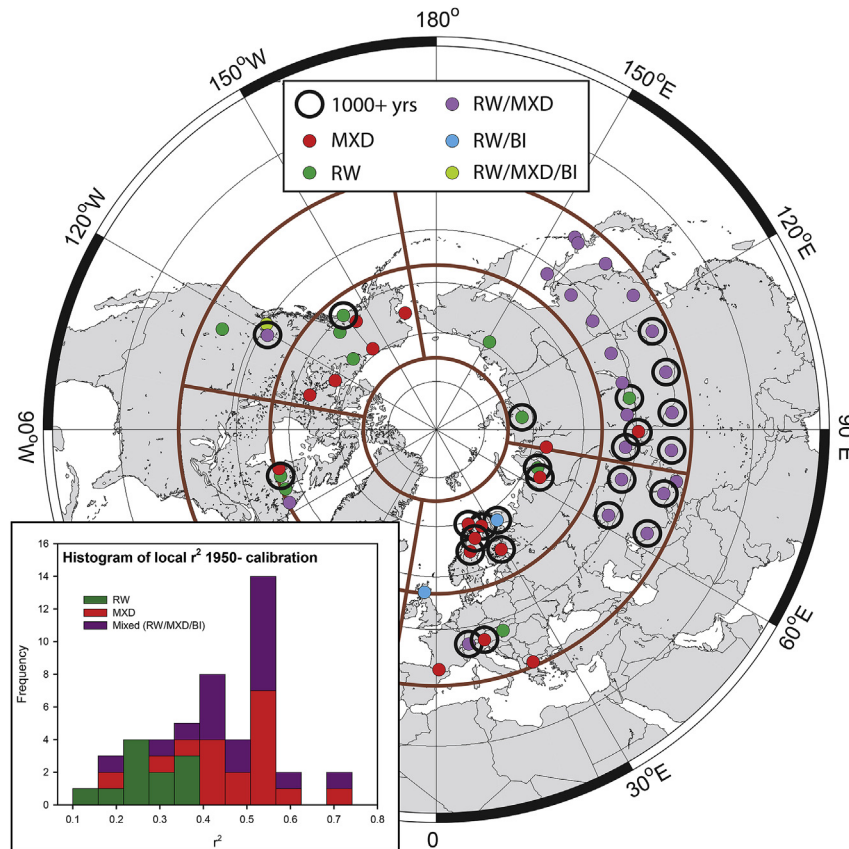 180°
150°W
150°E
1000+ yrs
RW/MXD
MXD
RW/BI
RW
RW/MXD/BI
120°W
120°E
90°W
90°E
Histogram of local r² 1950- calibration
16
14
12
10
8
6
4
2
0
Frequency
RW
MXD
Mixed (RW/MXD/BI)
0.1 0.2 0.3 0.4 0.5 0.6 0.7 0.8
r²
60°E
30°E
0